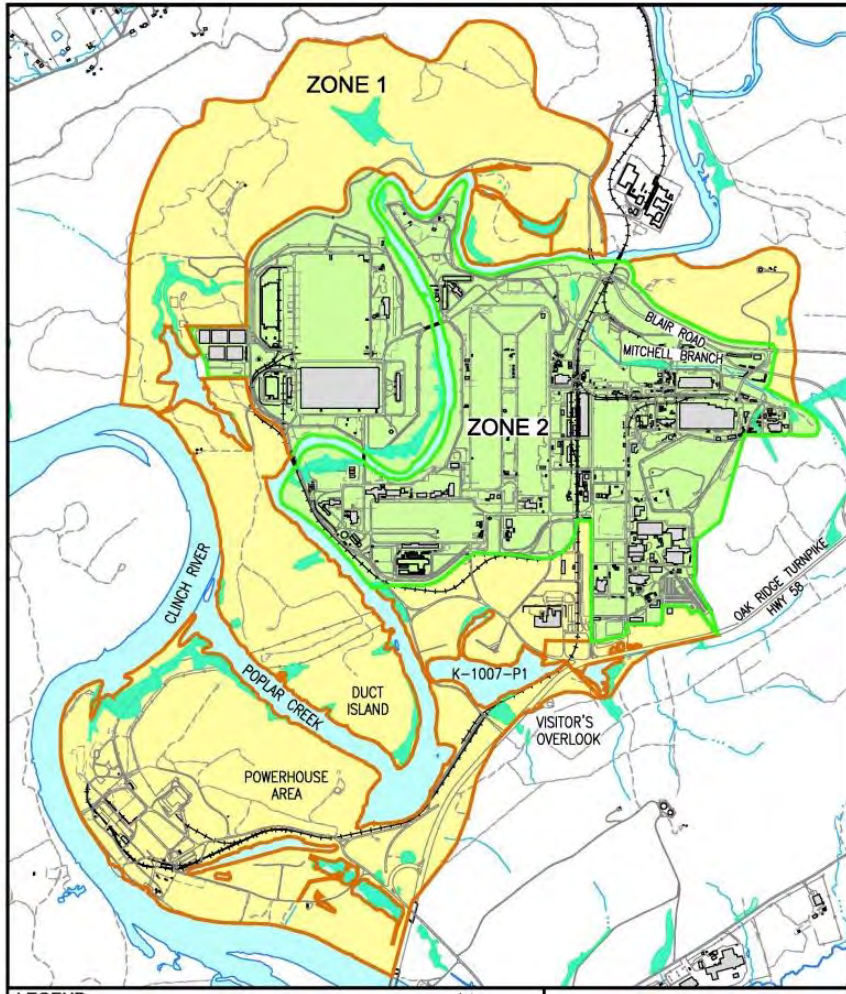 ZONE 1
BLAIR ROAD
MITCHELL BRANCH
ZONE 2
OAK RIDGE TURNPIKE
HWY 58
CLINCH RIVER
K-1007-P1
POPLAR CREEK
DUCT
ISLAND
VISITOR'S
OVERLOOK
POWERHOUSE
AREA